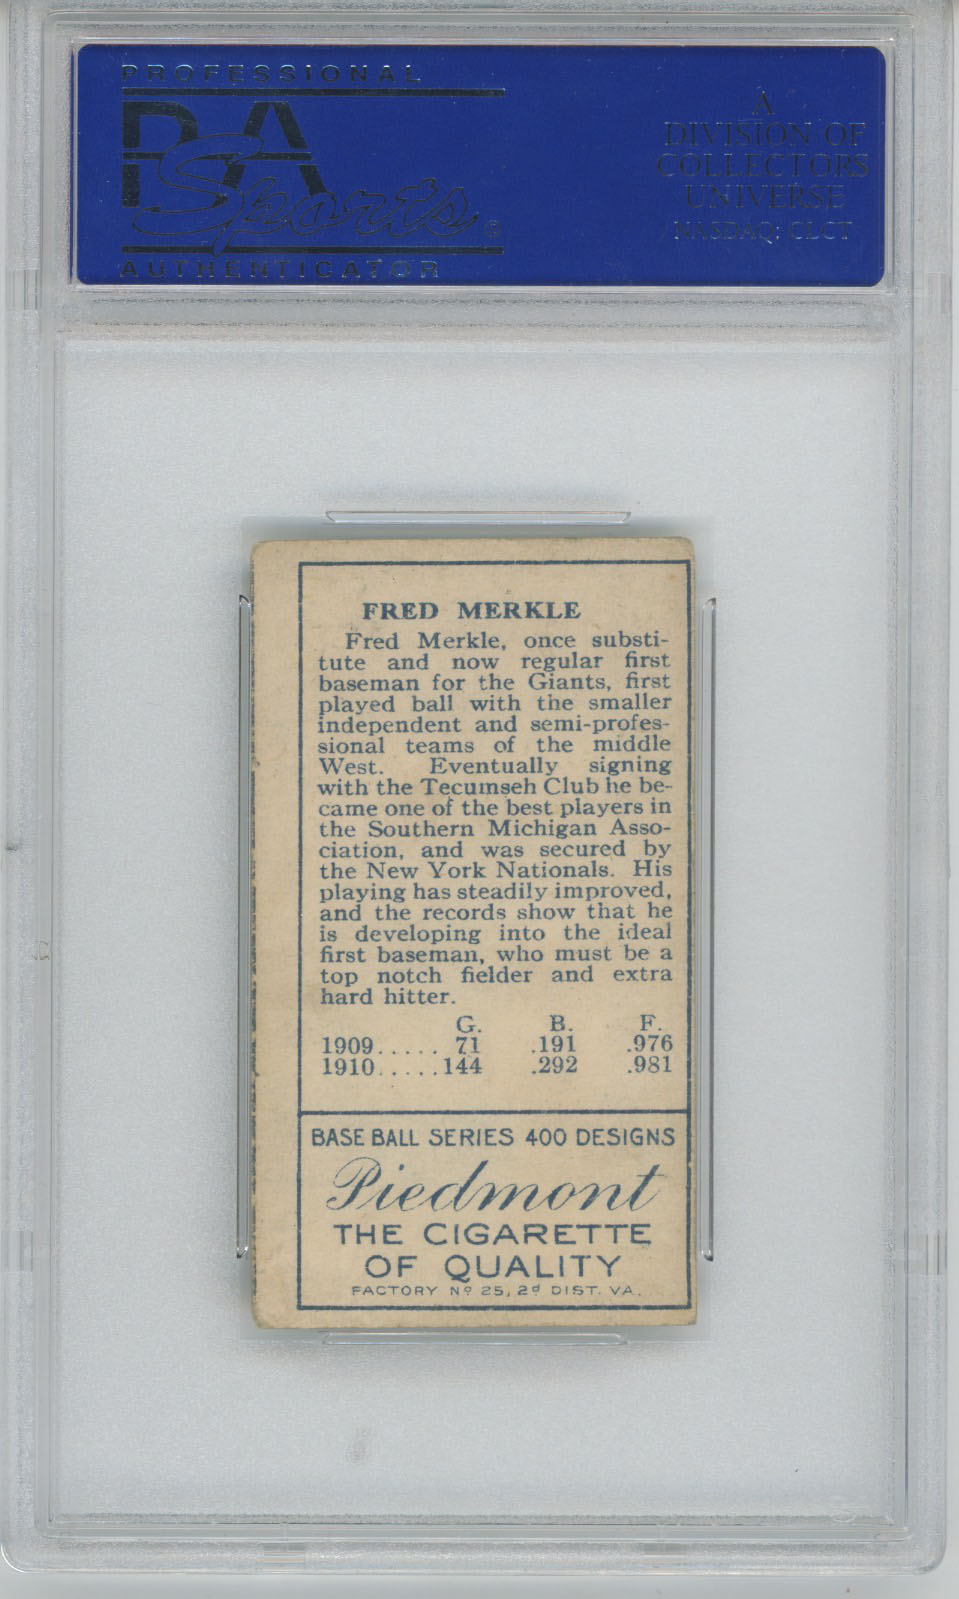 PROFESSIONAL
PSA
Sports
AUTHENTICATOR
A
DIVISION OF
COLLECTORS
UNIVERSE
NASDAQ: CLCT
FRED MERKLE
Fred Merkle, once substi-
tute and now regular first
baseman for the Giants, first
played ball with the smaller
independent and semi-profes-
sional teams of the middle
West. Eventually signing
with the Tecumseh Club he be-
came one of the best players in
the Southern Michigan Asso-
ciation, and was secured by
the New York Nationals. His
playing has steadily improved,
and the records show that he
is developing into the ideal
first baseman, who must be a
top notch fielder and extra
hard hitter.
G. B. F.
1909..... 71 .191 .976
1910.....144 .292 .981
BASE BALL SERIES 400 DESIGNS
Piedmont
THE CIGARETTE
OF QUALITY
FACTORY Nº 25, 2d DIST. VA.